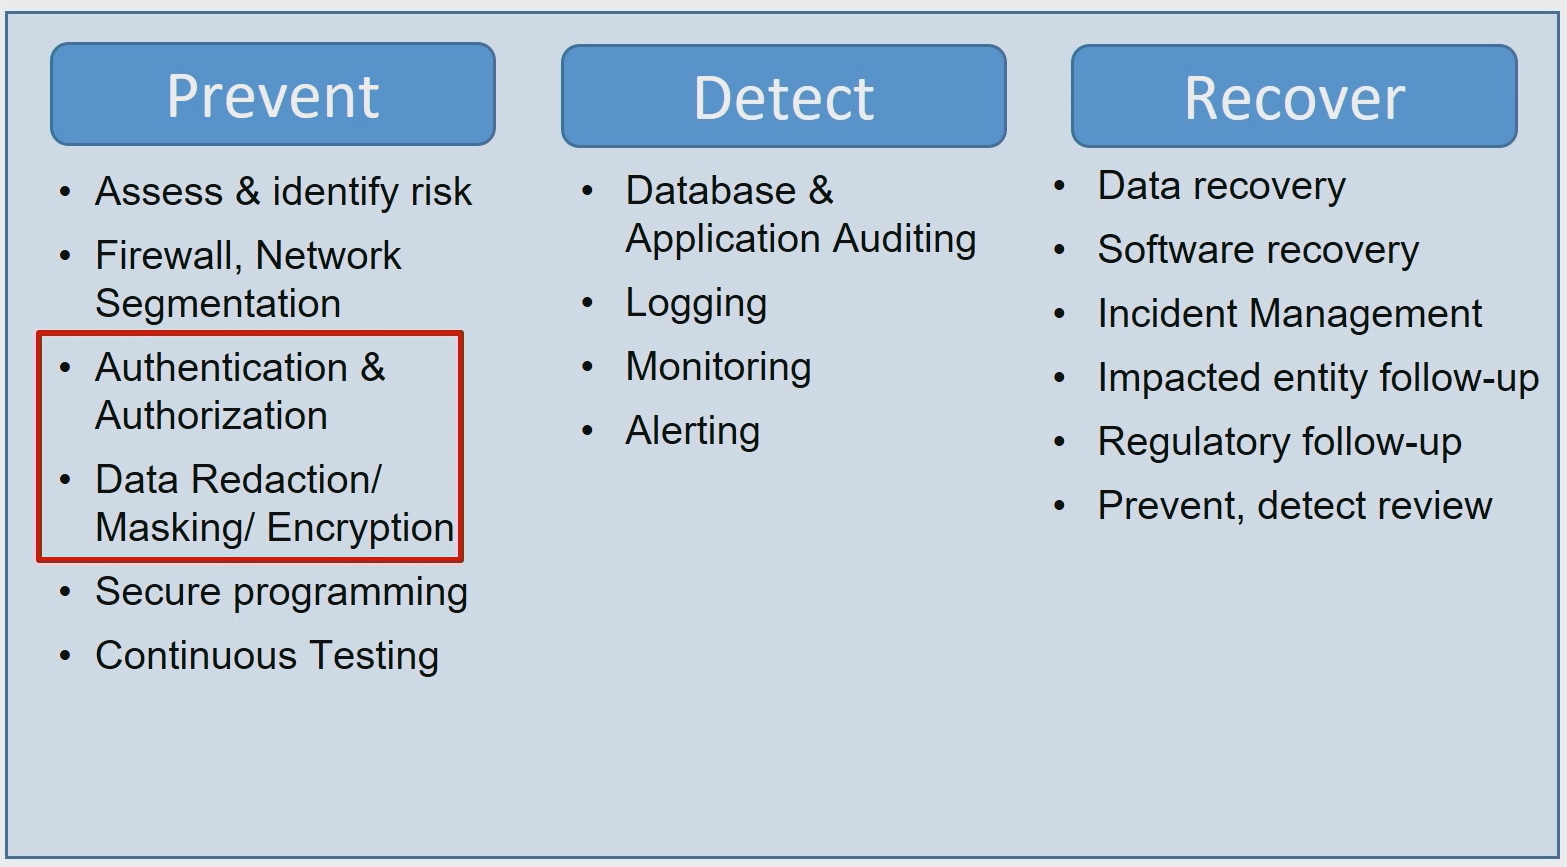 Prevent
• Assess & identify risk
• Firewall, Network
Segmentation
• Authentication &
Authorization
• Data Redaction/
Masking/ Encryption
• Secure programming
• Continuous Testing
Detect
• Database &
Application Auditing
• Logging
• Monitoring
• Alerting
Recover
• Data recovery
• Software recovery
• Incident Management
• Impacted entity follow-up
• Regulatory follow-up
• Prevent, detect review